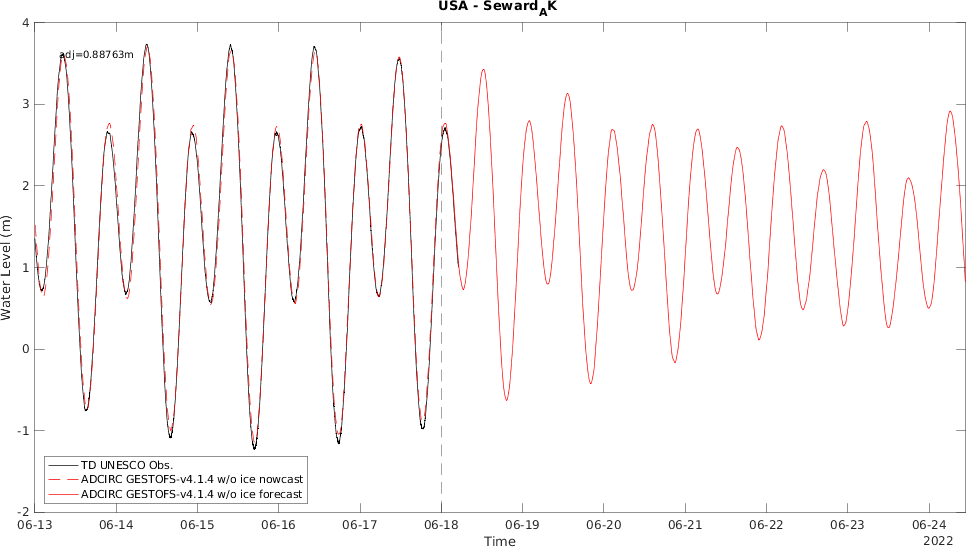 USA - Seward_AK
adj=0.88763m
4
3
2
1
0
-1
-2
Water Level (m)
TD UNESCO Obs.
ADCIRC GESTOFS-v4.1.4 w/o ice nowcast
ADCIRC GESTOFS-v4.1.4 w/o ice forecast
06-13 06-14 06-15 06-16 06-17 06-18 06-19 06-20 06-21 06-22 06-23 06-24
Time
2022